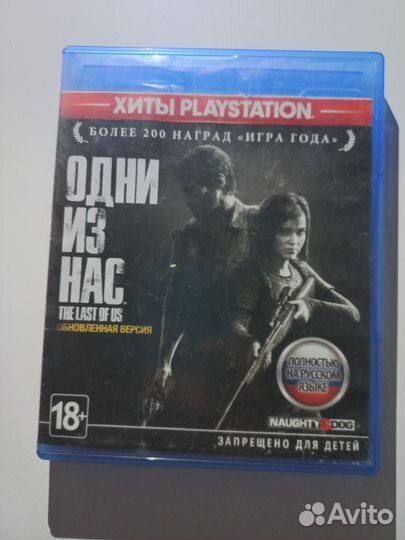 ХИТЫ PLAYSTATION
БОЛЕЕ 200 НАГРАД «ИГРА ГОДА»
ОДНИ
ИЗ
НАС
THE LAST OF US
ОБНОВЛЕННАЯ ВЕРСИЯ
ПОЛНОСТЬЮ
НА РУССКОМ
ЯЗЫКЕ
18+
NAUGHTY DOG
ЗАПРЕЩЕНО ДЛЯ ДЕТЕЙ
Avito